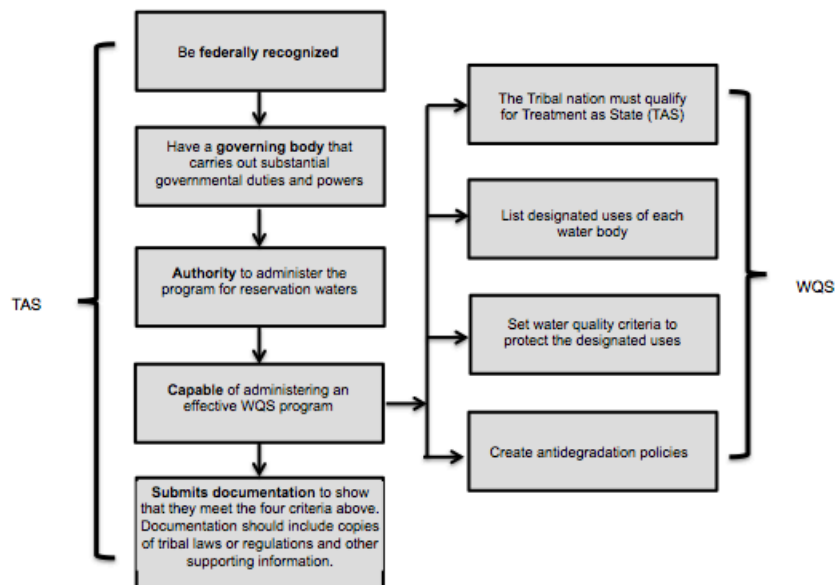 Be federally recognized
Have a governing body that
carries out substantial
governmental duties and powers
Authority to administer the
program for reservation waters
Capable of administering an
effective WQS program
Submits documentation to show
that they meet the four criteria above.
Documentation should include copies
of tribal laws or regulations and other
supporting information.
TAS
The Tribal nation must qualify
for Treatment as State (TAS)
List designated uses of each
water body
Set water quality criteria to
protect the designated uses
Create antidegradation policies
WQS